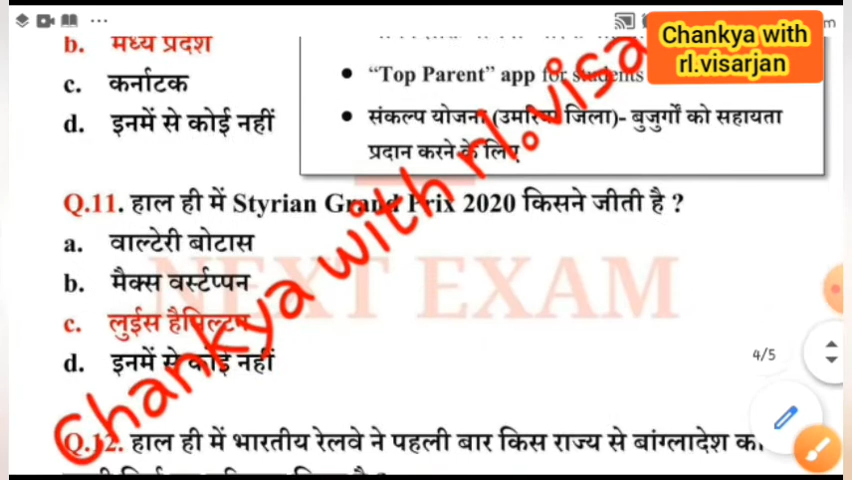 Chankya with
rl.visarjan
b. मध्य प्रदश
c. कर्नाटक
d. इनमें से कोई नहीं
“Top Parent” app for students
संकल्प योजना (उमरिया जिला)- बुजुर्गों को सहायता
प्रदान करने के लिए
Q.11. हाल ही में Styrian Grand Prix 2020 किसने जीती है ?
a. वाल्टेरी बोटास
b. मैक्स वर्स्टप्पन
c. लुईस हैमिल्टन
d. इनमें से कोई नहीं
NEXT EXAM
Chankya with rl.visa
4/5
Q.12. हाल ही में भारतीय रेलवे ने पहली बार किस राज्य से बांग्लादेश का